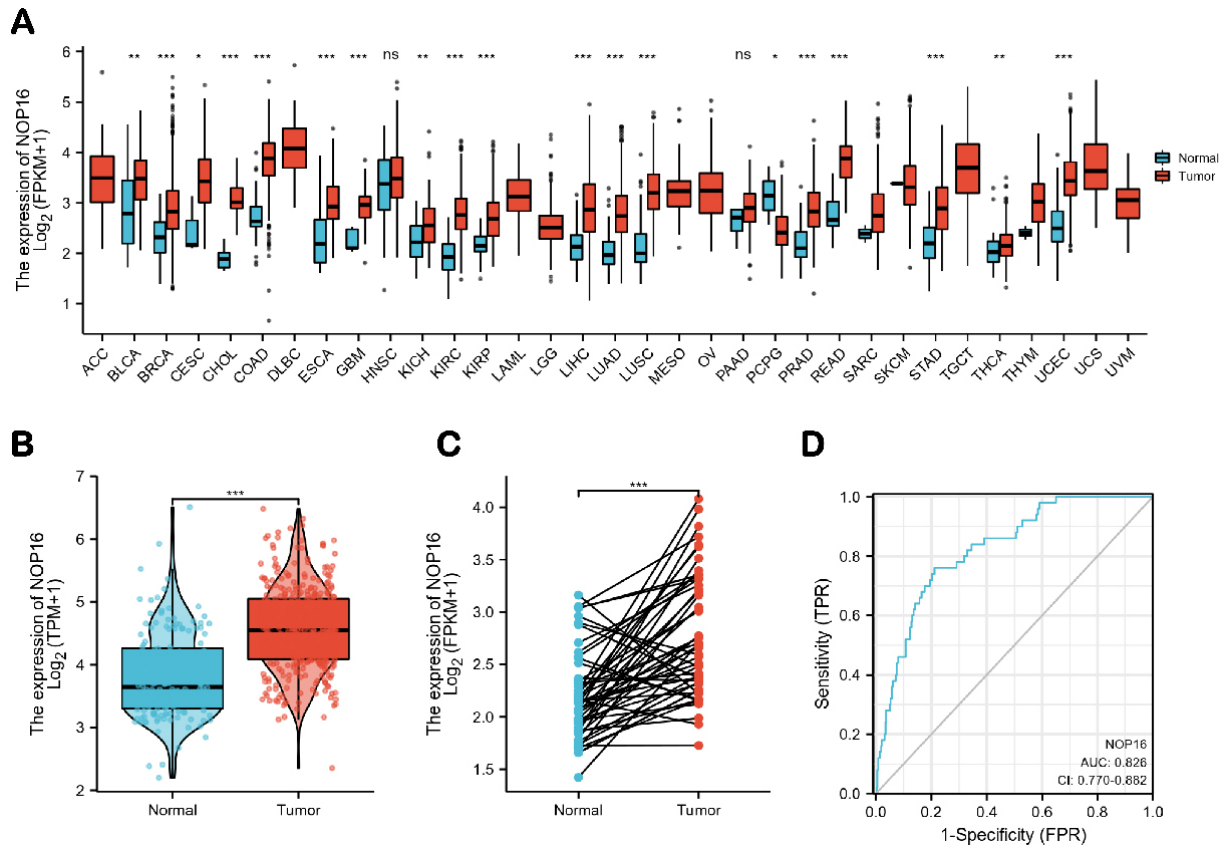 A
The expression of NOP16
Log2 (FPKM+1)
6
5
4
3
2
1
** *** * *** *** *** *** ns ** *** *** *** *** *** ns * *** *** *** ** ***
Normal
Tumor
ACC BLCA BRCA CESC CHOL COAD DLBC ESCA GBM HNSC KICH KIRC KIRP LAML LGG LIHC LUAD LUSC MESO OV PAAD PCPG PRAD READ SARC SKCM STAD TGCT THCA THYM UCEC UCS UVM
B
The expression of NOP16
Log2 (TPM+1)
7
6
5
4
3
2
***
Normal Tumor
C
The expression of NOP16
Log2 (FPKM+1)
4.0
3.5
3.0
2.5
2.0
1.5
***
Normal Tumor
D
Sensitivity (TPR)
1.0
0.8
0.6
0.4
0.2
0.0
NOP16
AUC: 0.826
CI: 0.770-0.882
0.0 0.2 0.4 0.6 0.8 1.0
1-Specificity (FPR)